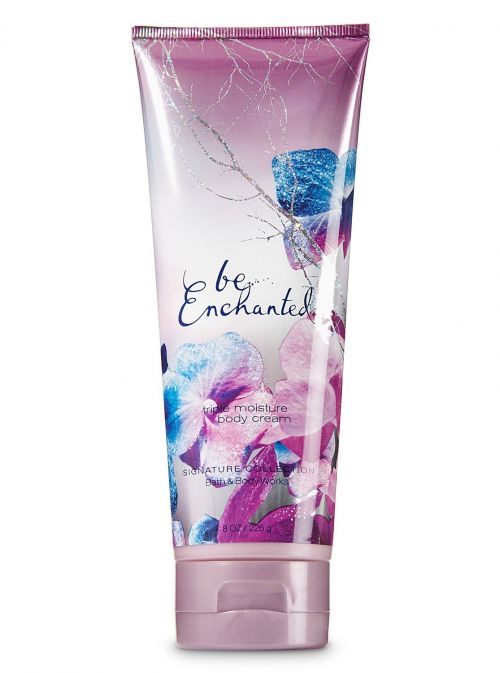 be
Enchanted
triple moisture
body cream
SIGNATURE COLLECTION
Bath & Body Works
8 OZ / 226 g